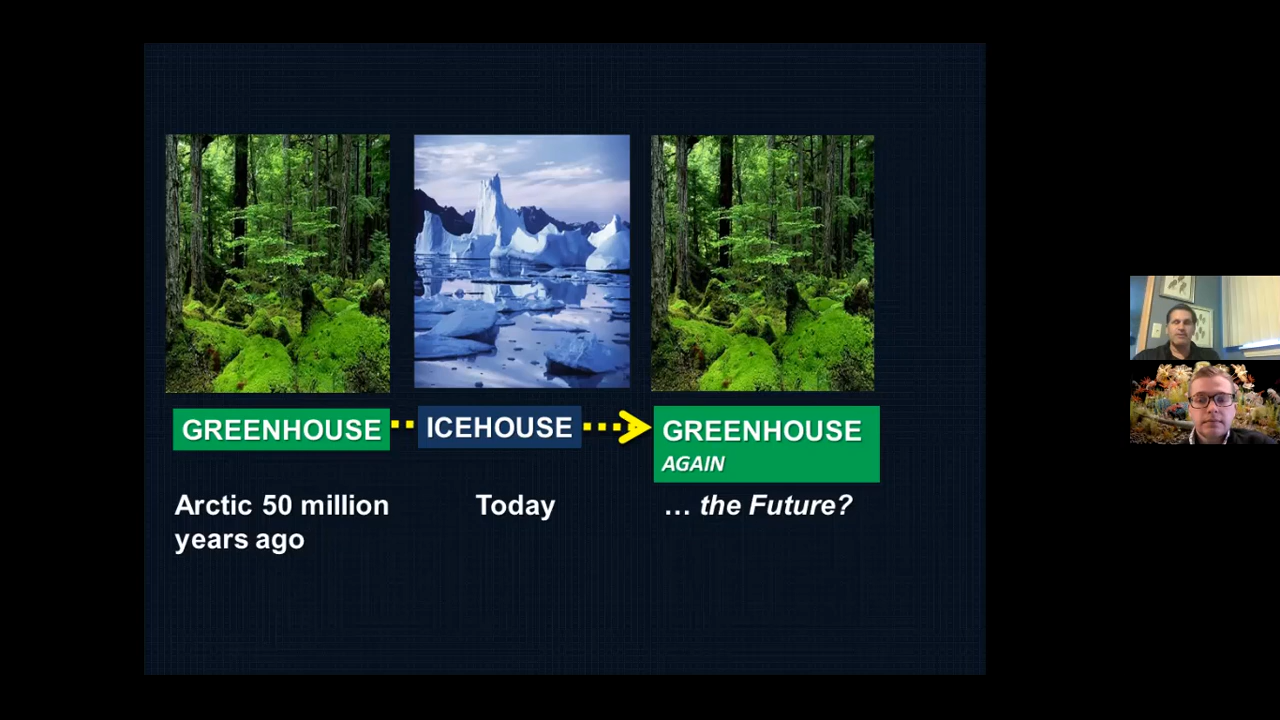 GREENHOUSE
ICEHOUSE
GREENHOUSE
AGAIN
Arctic 50 million
years ago
Today
… the Future?